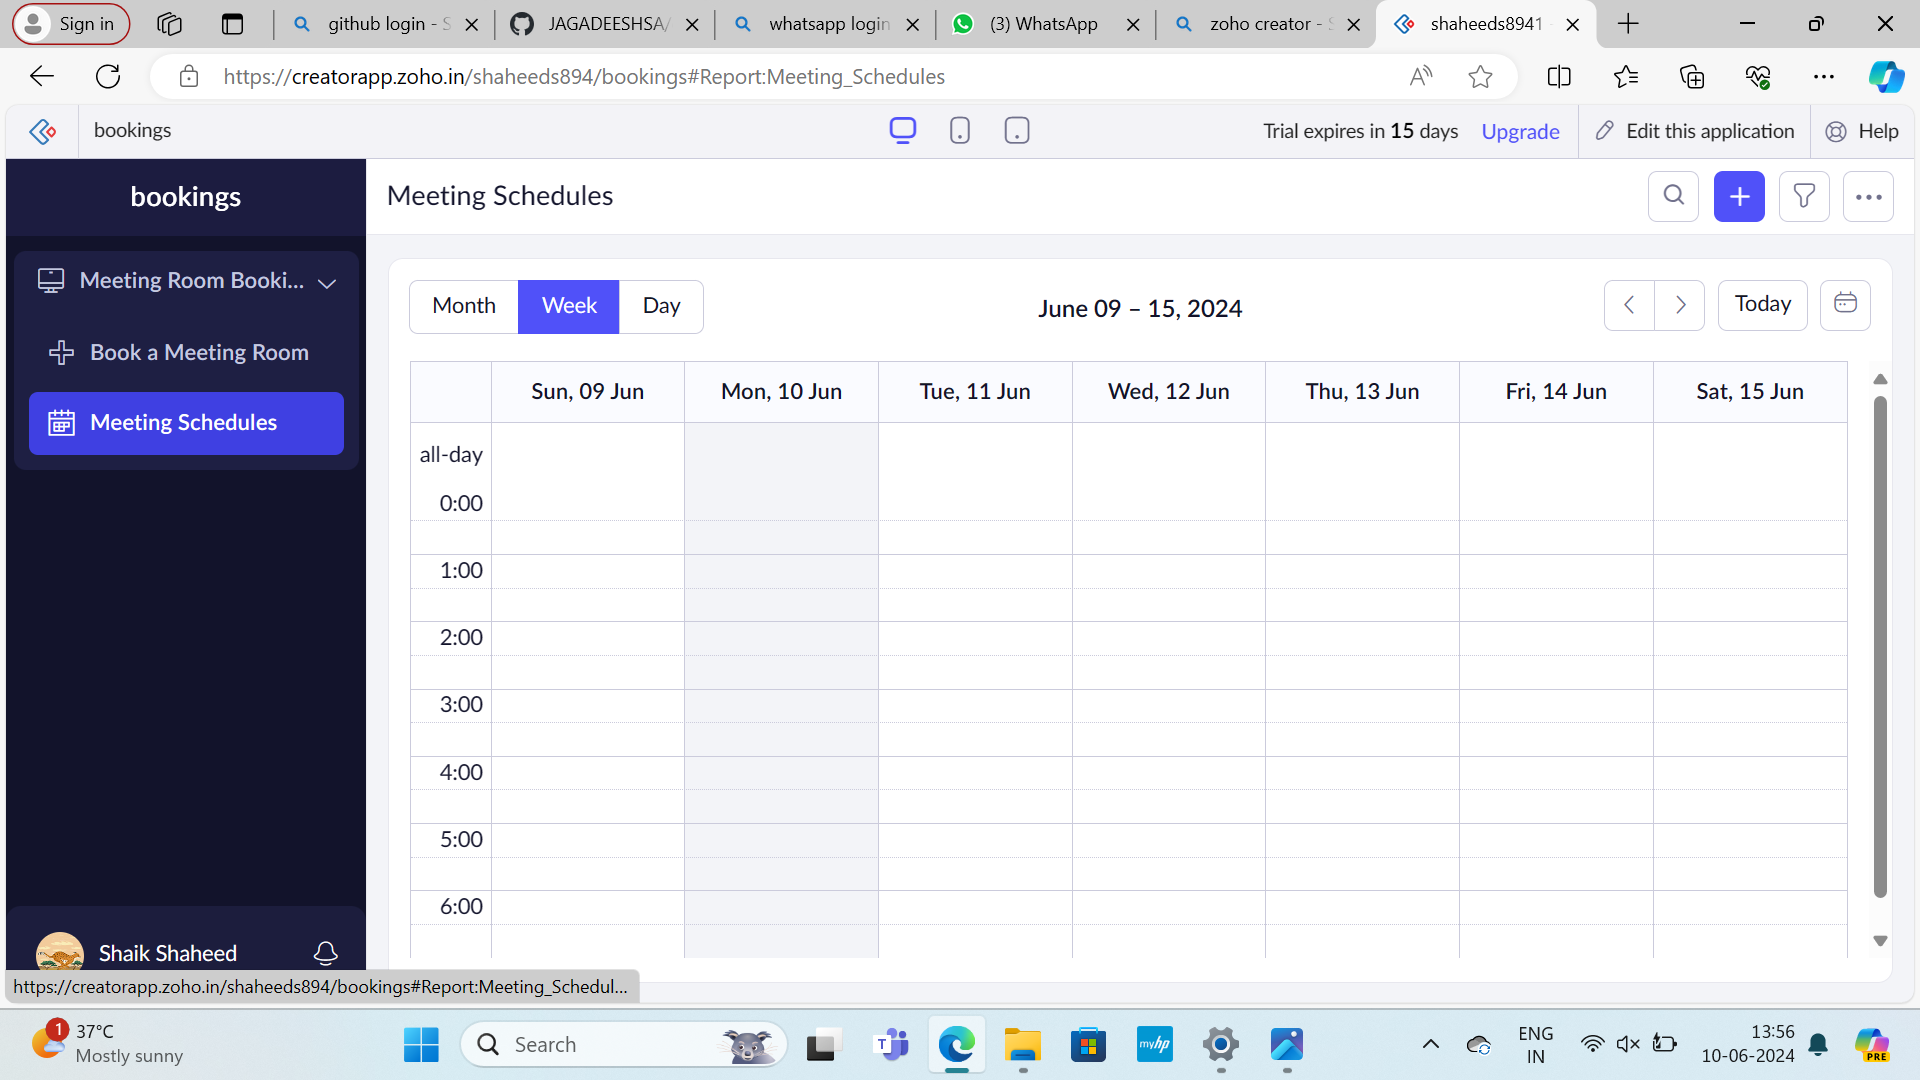 Sign in
github login - S
JAGADEESHSA/
whatsapp login
(3) WhatsApp
zoho creator - S
shaheeds8941 -
https://creatorapp.zoho.in/shaheeds894/bookings#Report:Meeting_Schedules
bookings
Trial expires in 15 days
Upgrade
Edit this application
Help
bookings
Meeting Schedules
Meeting Room Booki...
Book a Meeting Room
Meeting Schedules
Month
Week
Day
June 09 – 15, 2024
Today
Sun, 09 Jun
Mon, 10 Jun
Tue, 11 Jun
Wed, 12 Jun
Thu, 13 Jun
Fri, 14 Jun
Sat, 15 Jun
all-day
0:00
1:00
2:00
3:00
4:00
5:00
6:00
Shaik Shaheed
https://creatorapp.zoho.in/shaheeds894/bookings#Report:Meeting_Schedul...
1
37°C
Mostly sunny
Search
T
myhp
ENG
IN
13:56
10-06-2024
PRE